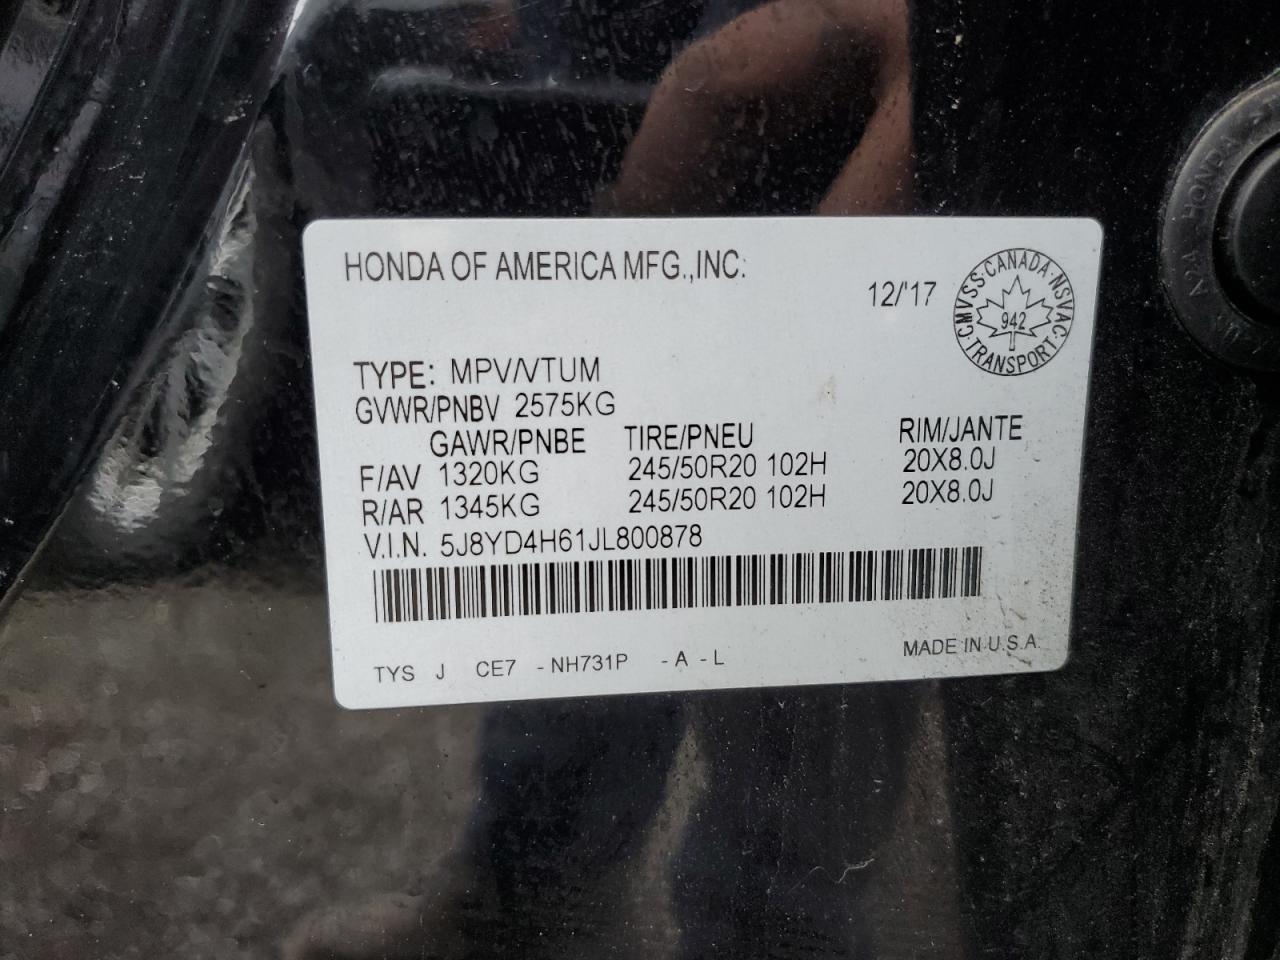 HONDA OF AMERICA MFG.,INC.
12/'17
CMVSS·CANADA·NSVAC·TRANSPORT·
942
TYPE: MPV/VTUM
GVWR/PNBV 2575KG
GAWR/PNBE TIRE/PNEU RIM/JANTE
F/AV 1320KG 245/50R20 102H 20X8.0J
R/AR 1345KG 245/50R20 102H 20X8.0J
V.I.N. 5J8YD4H61JL800878
TYS J CE7 -NH731P -A -L
MADE IN U.S.A.
A24 HONDA